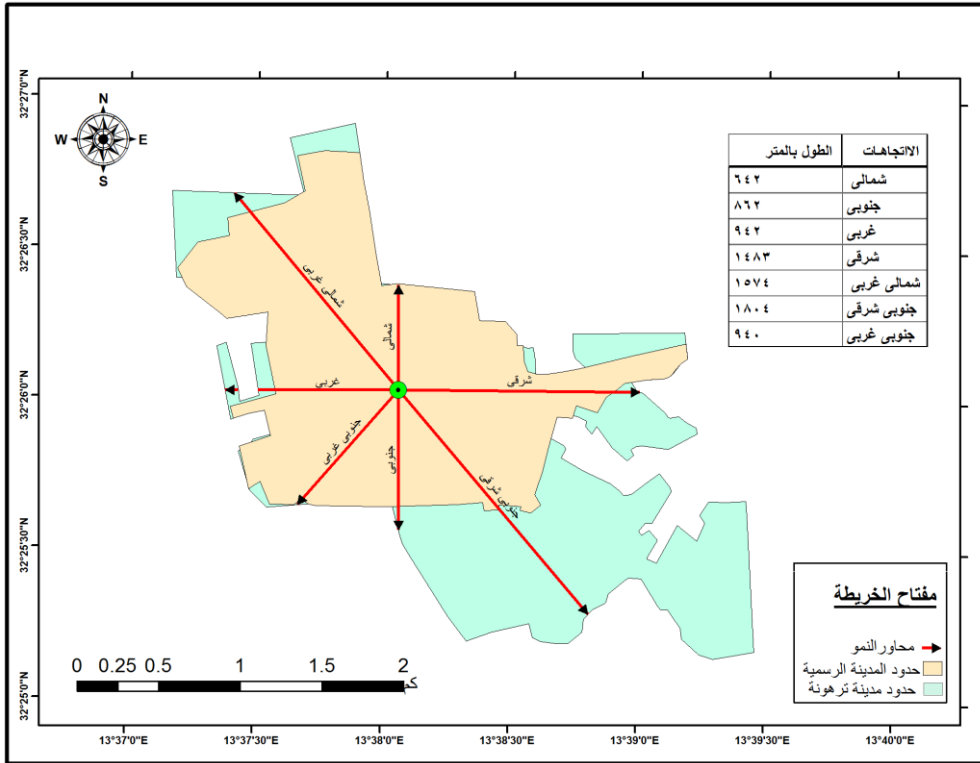 32°27'0"N
32°26'30"N
32°26'0"N
32°25'30"N
32°25'0"N
N
W E
S
الااتجاهات الطول بالمتر
شمالى ٦٤٢
جنوبي ٨٦٢
غربى ٩٤٢
شرقى ١٤٨٣
شمالى غربى ١٥٧٤
جنوبى شرقى ١٨٠٤
جنوبي غربي ٩٤٠
شمالى غربى
شمالى
غربى
شرقى
جنوبى غربى
جنوبى
جنوبى شرقى
مفتاح الخريطة
محاور النمو
حدود المدينة الرسمية
حدود مدينة ترهونة
0 0.25 0.5 1 1.5 2
كم
13°37'0"E 13°37'30"E 13°38'0"E 13°38'30"E 13°39'0"E 13°39'30"E 13°40'0"E